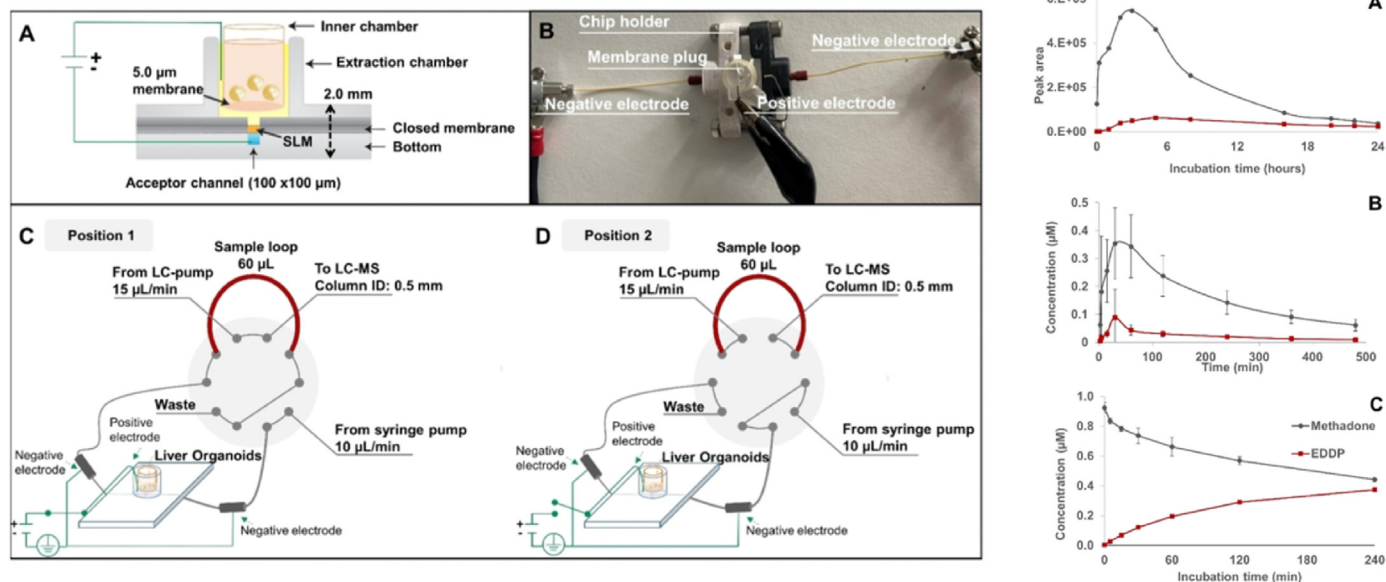 A
Inner chamber
Extraction chamber
5.0 µm
membrane
2.0 mm
+
-
SLM
Closed membrane
Bottom
Acceptor channel (100 x100 µm)
B
Chip holder
Membrane plug
Negative electrode
Negative electrode
Positive electrode
C
Position 1
Sample loop
60 µL
From LC-pump
15 µL/min
To LC-MS
Column ID: 0.5 mm
Waste
Positive
electrode
From syringe pump
10 µL/min
Negative
electrode
Liver Organoids
+
-
Negative electrode
D
Position 2
Sample loop
60 µL
From LC-pump
15 µL/min
To LC-MS
Column ID: 0.5 mm
Waste
Positive
electrode
From syringe pump
10 µL/min
Negative
electrode
Liver Organoids
+
-
Negative electrode
A
Peak area
4.E+05
2.E+05
0.E+00
0 6 12 18 24
Incubation time (hours)
B
Concentration (µM)
0.5
0.4
0.3
0.2
0.1
0
0 100 200 300 400 500
Time (min)
C
Concentration (µM)
1.0
0.8
0.6
0.4
0.2
0.0
Methadone
EDDP
0 60 120 180 240
Incubation time (min)